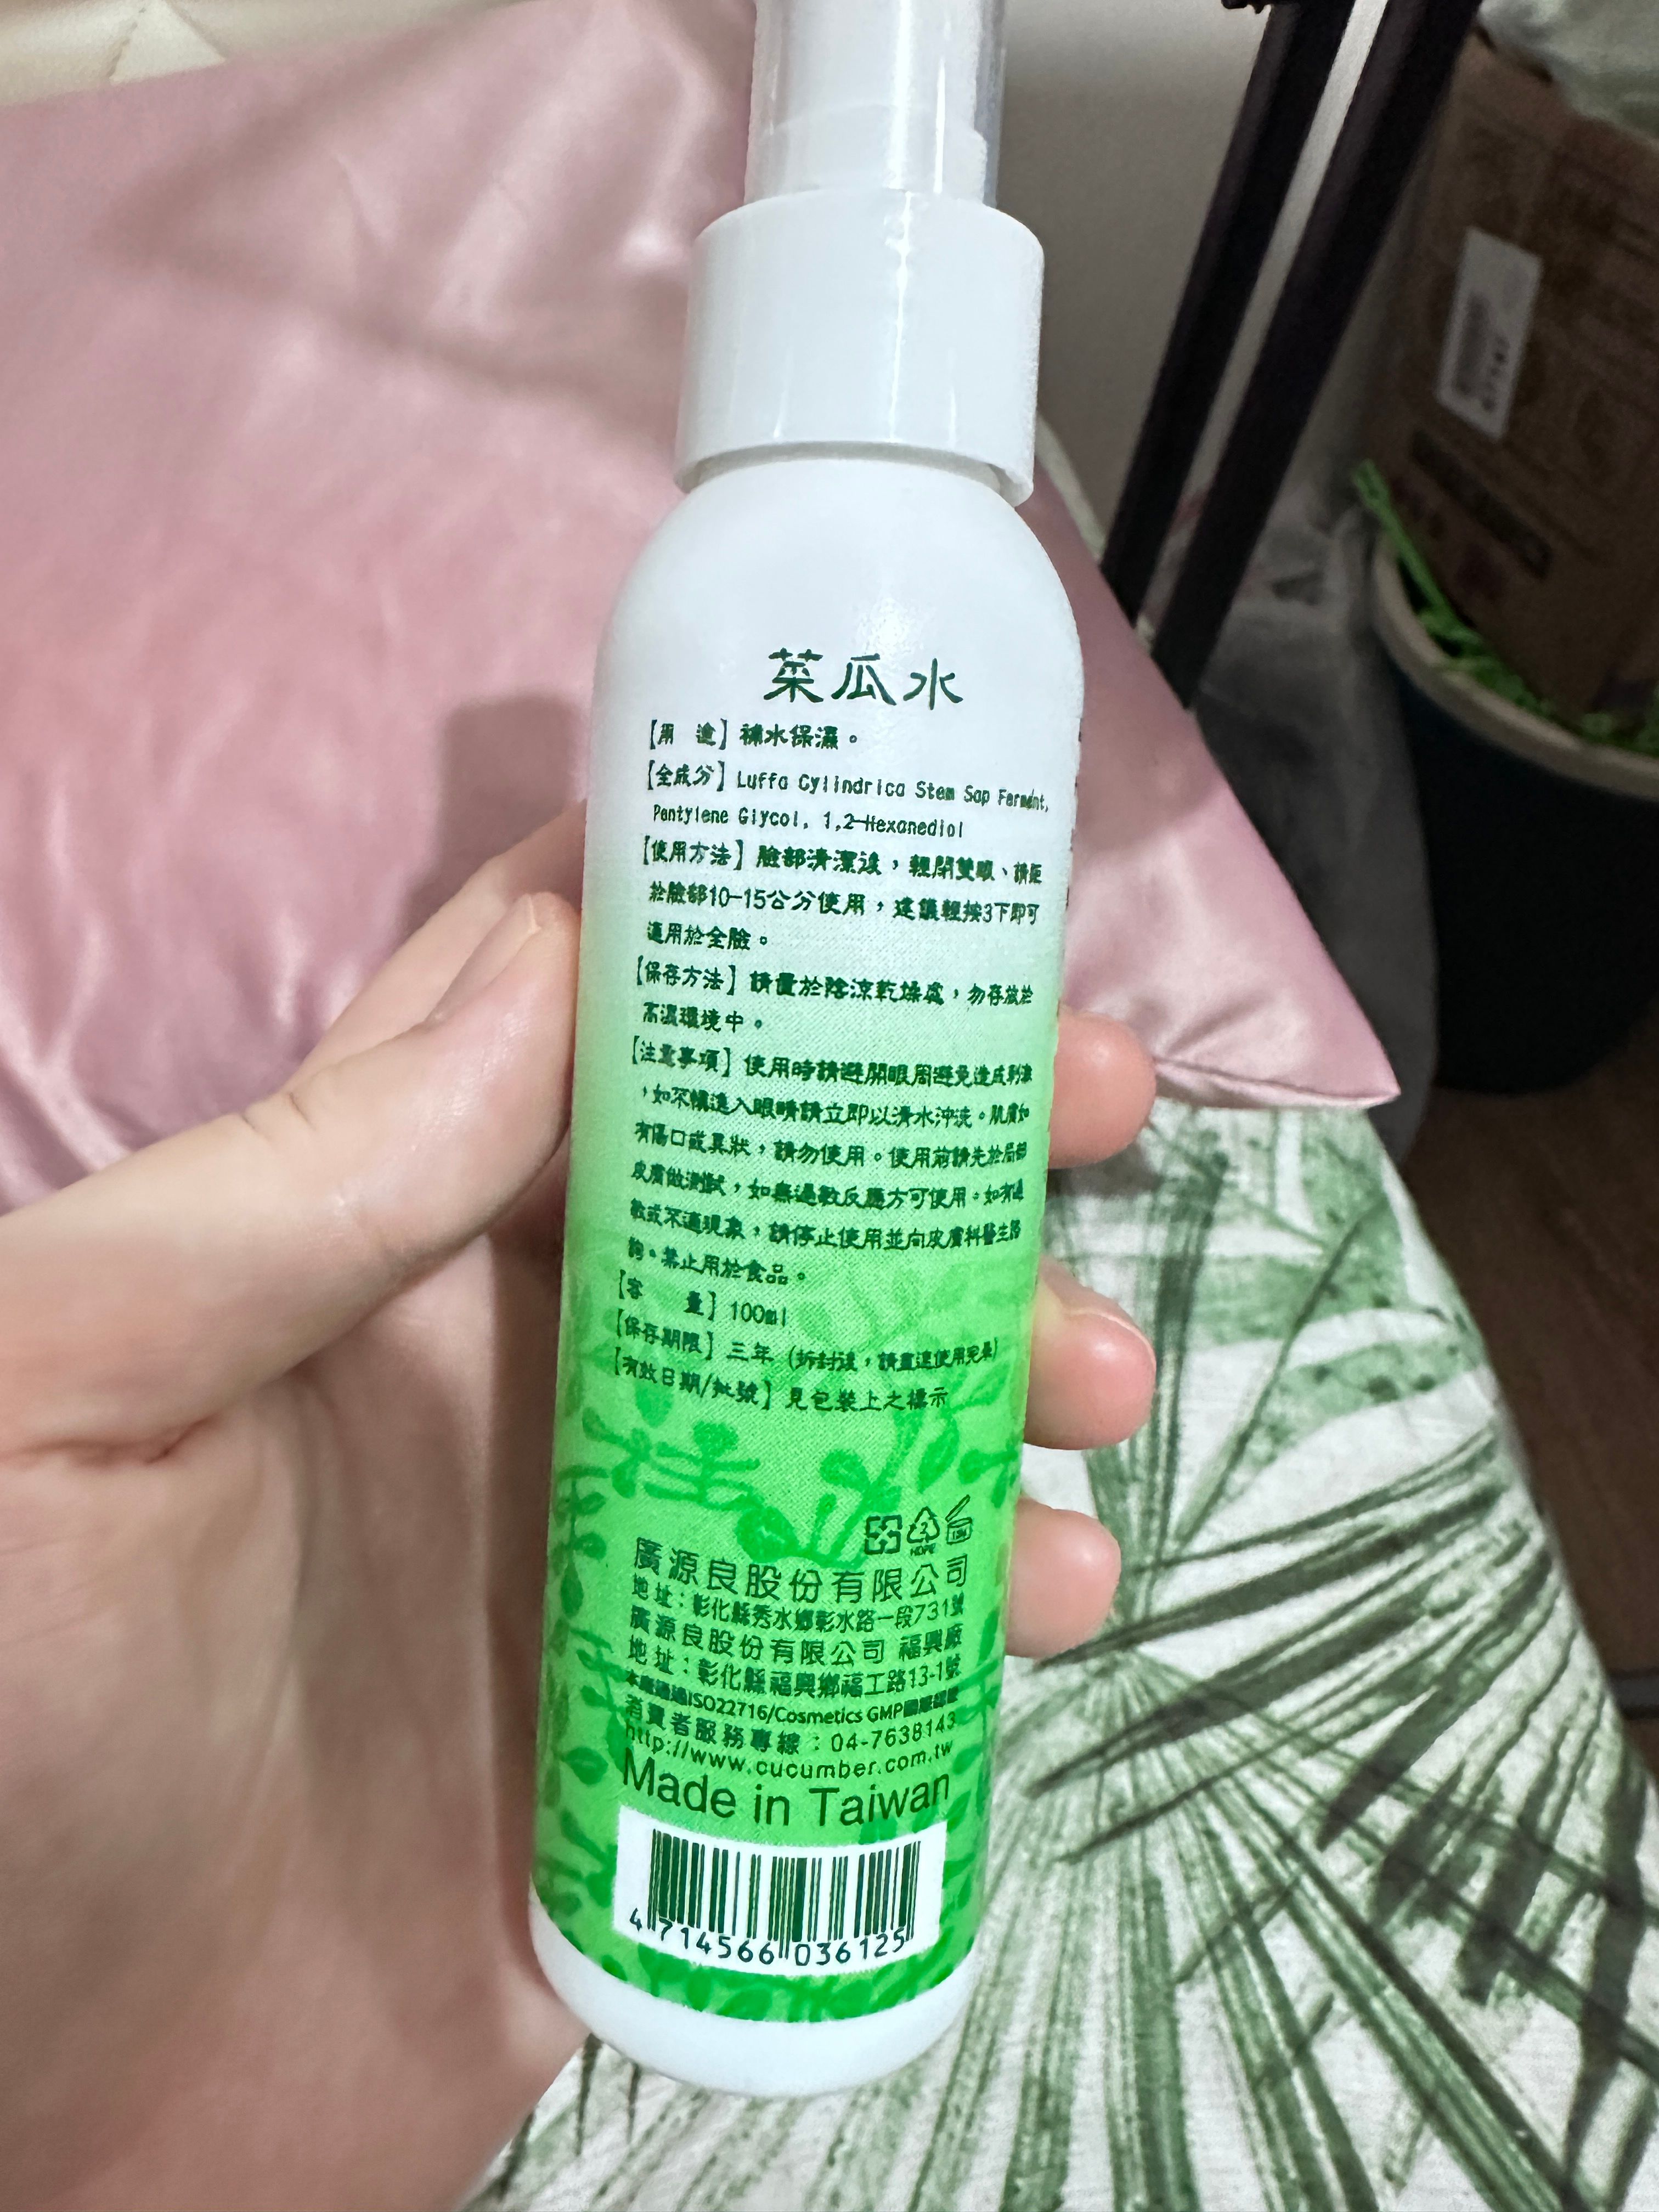 菜瓜水
【用　途】補水保濕。
【全成分】Luffa Cylindrica Stem Sap Ferment,
Pentylene Glycol, 1,2-Hexanediol
【使用方法】臉部清潔後，輕閉雙眼、請距
於臉部10-15公分使用，建議輕按3下即可
適用於全臉。
【保存方法】請置於陰涼乾燥處，勿存放於
高溫環境中。
【注意事項】使用時請避開眼周避免造成刺激
，如不慎進入眼睛請立即以清水沖洗。肌膚如
有傷口或異狀，請勿使用。使用前請先於局部
皮膚做測試，如無過敏反應方可使用。如有過
敏或不適現象，請停止使用並向皮膚科醫生諮
詢。禁止用於食品。
【容　量】100ml
【保存期限】三年（拆封後，請盡速使用完畢）
【有效日期/批號】見包裝上之標示
2
HDPE
12M
廣源良股份有限公司
地址：彰化縣秀水鄉彰水路一段731號
廣源良股份有限公司 福興廠
地址：彰化縣福興鄉福工路13-1號
本廠通過ISO22716/Cosmetics GMP國際認證
消費者服務專線：04-7638143
http://www.cucumber.com.tw
Made in Taiwan
4 714566 036125